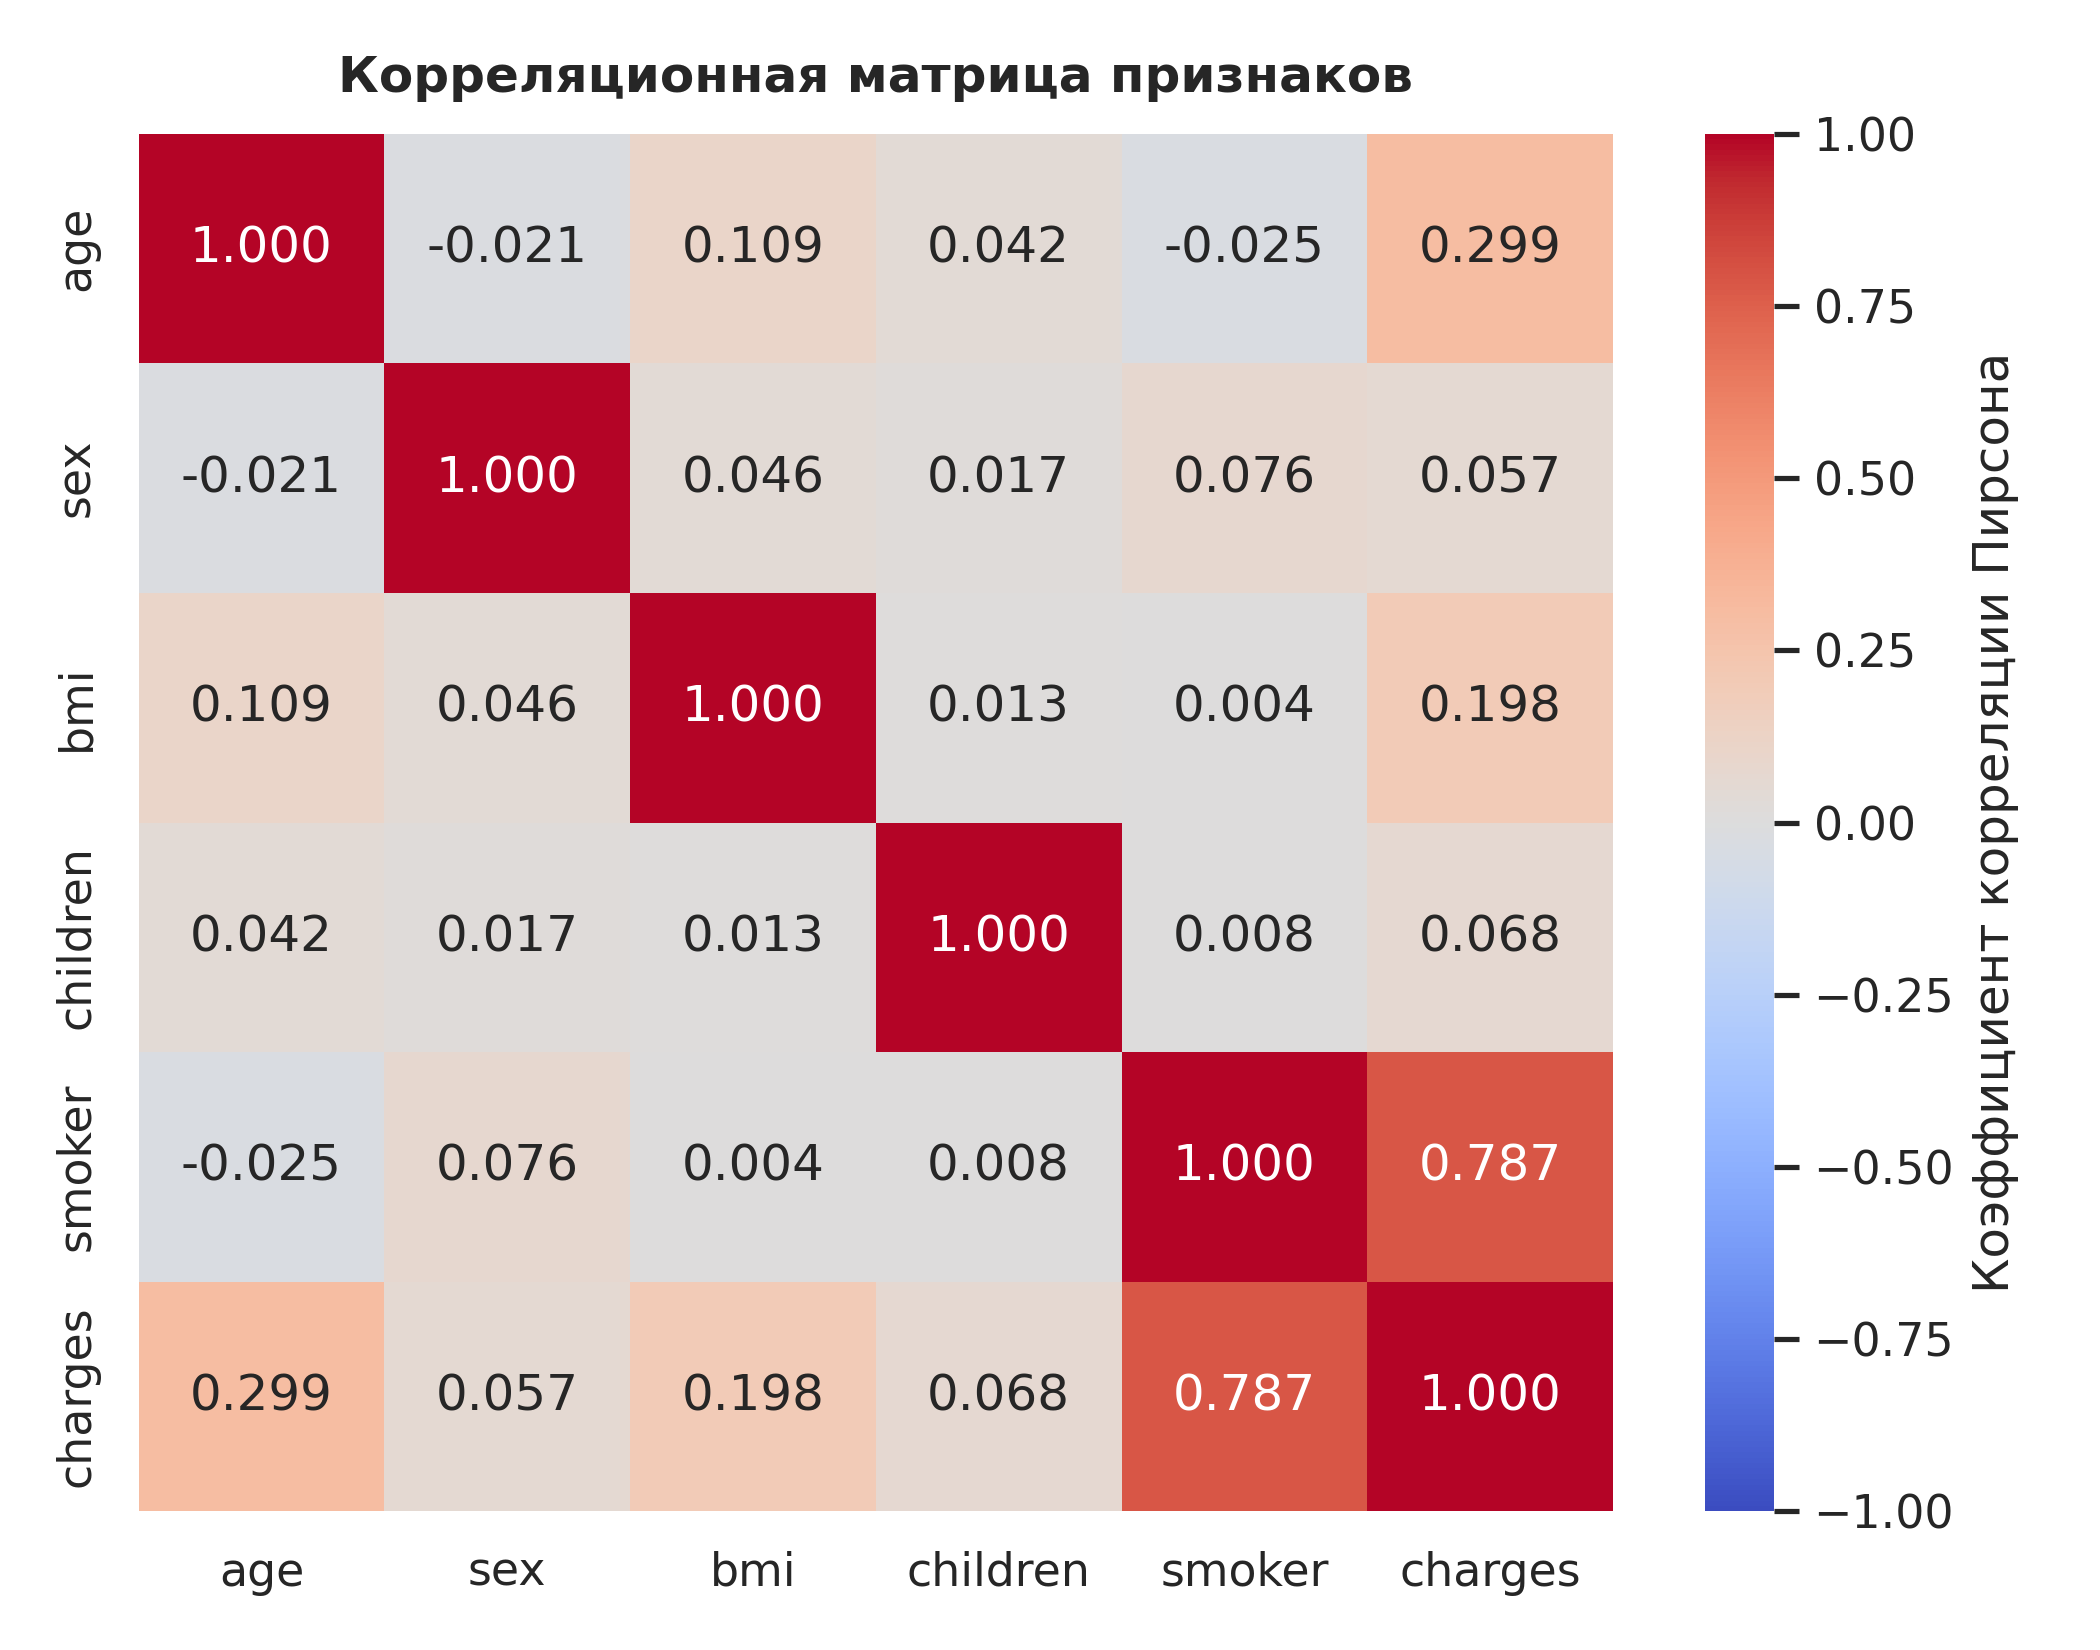 Корреляционная матрица признаков
age 1.000 -0.021 0.109 0.042 -0.025 0.299
sex -0.021 1.000 0.046 0.017 0.076 0.057
bmi 0.109 0.046 1.000 0.013 0.004 0.198
children 0.042 0.017 0.013 1.000 0.008 0.068
smoker -0.025 0.076 0.004 0.008 1.000 0.787
charges 0.299 0.057 0.198 0.068 0.787 1.000
age sex bmi children smoker charges
1.00
0.75
0.50
0.25
0.00
−0.25
−0.50
−0.75
−1.00
Коэффициент корреляции Пирсона